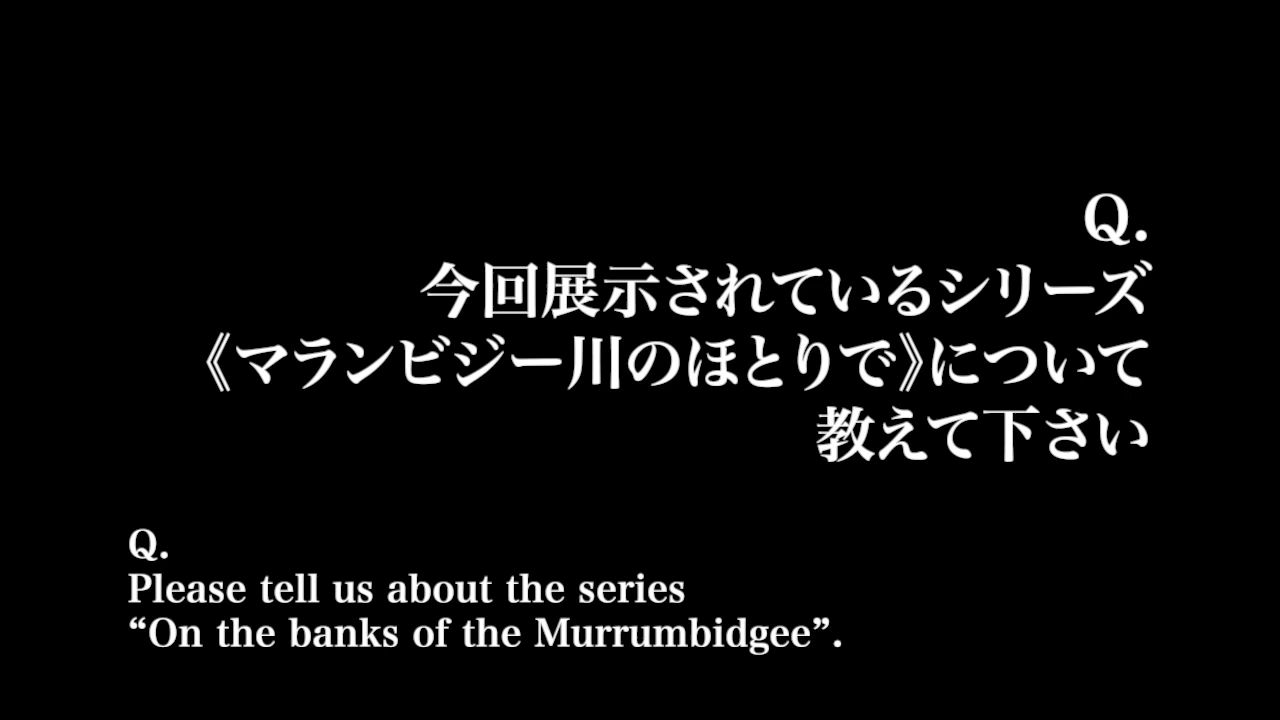 Q.
今回展示されているシリーズ
《マランビジー川のほとりで》について
教えて下さい
Q.
Please tell us about the series
“On the banks of the Murrumbidgee”.